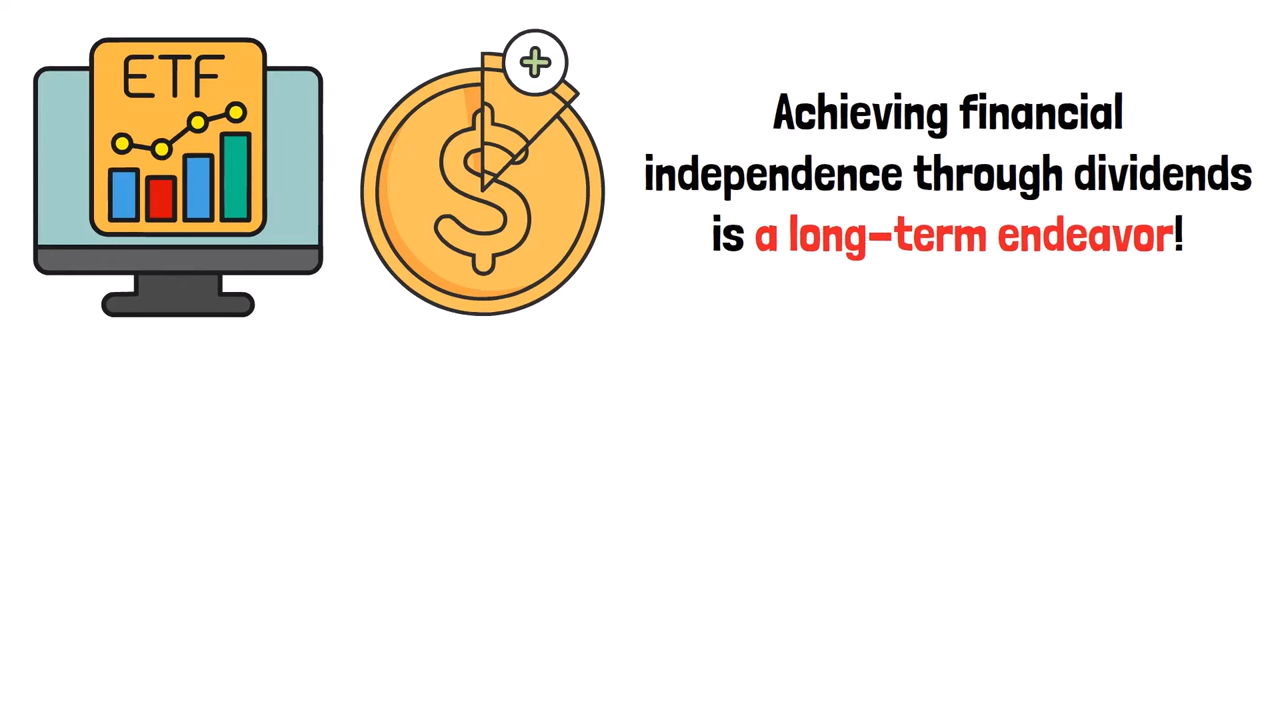 ETF
Achieving financial
independence through dividends
is a long-term endeavor!